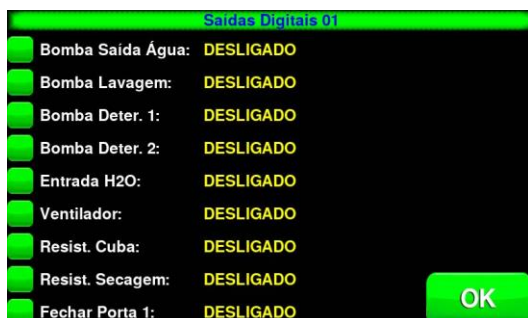 Saídas Digitais 01
Bomba Saída Água: DESLIGADO
Bomba Lavagem: DESLIGADO
Bomba Deter. 1: DESLIGADO
Bomba Deter. 2: DESLIGADO
Entrada H2O: DESLIGADO
Ventilador: DESLIGADO
Resist. Cuba: DESLIGADO
Resist. Secagem: DESLIGADO
Fechar Porta 1: DESLIGADO
OK